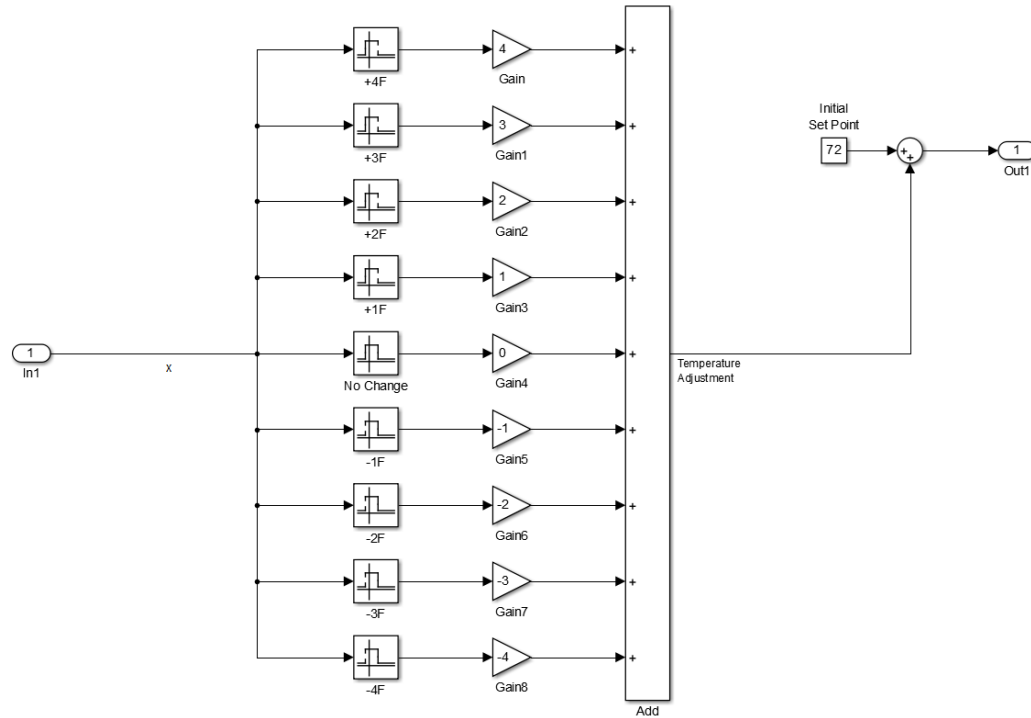 +4F
4
Gain
+
+3F
3
Gain1
+
+2F
2
Gain2
+
+1F
1
Gain3
+
1
In1
x
No Change
0
Gain4
+
-1F
-1
Gain5
+
-2F
-2
Gain6
+
-3F
-3
Gain7
+
-4F
-4
Gain8
+
Add
Temperature
Adjustment
Initial
Set Point
72
+
+
1
Out1